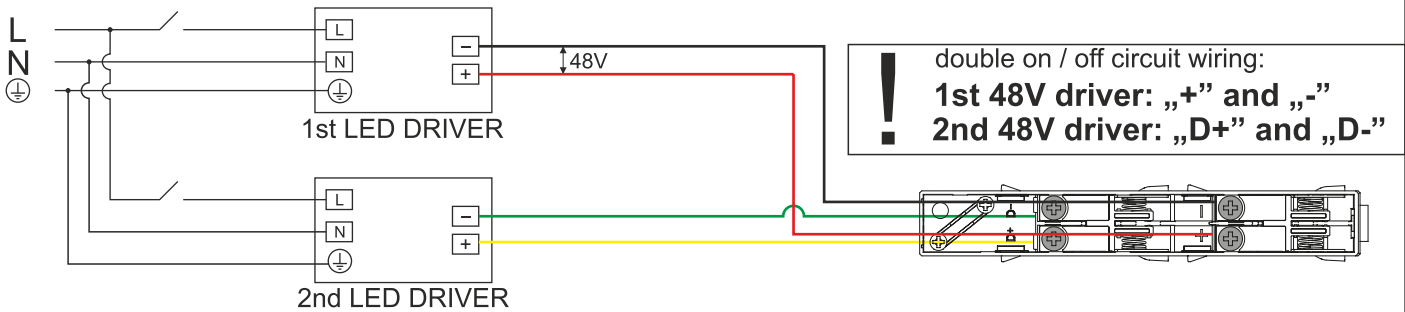 L
N
L
N
−
+
48V
1st LED DRIVER
double on / off circuit wiring:
!
1st 48V driver: „+” and „-”
2nd 48V driver: „D+” and „D-”
L
N
−
+
2nd LED DRIVER
D-
D+
-
+